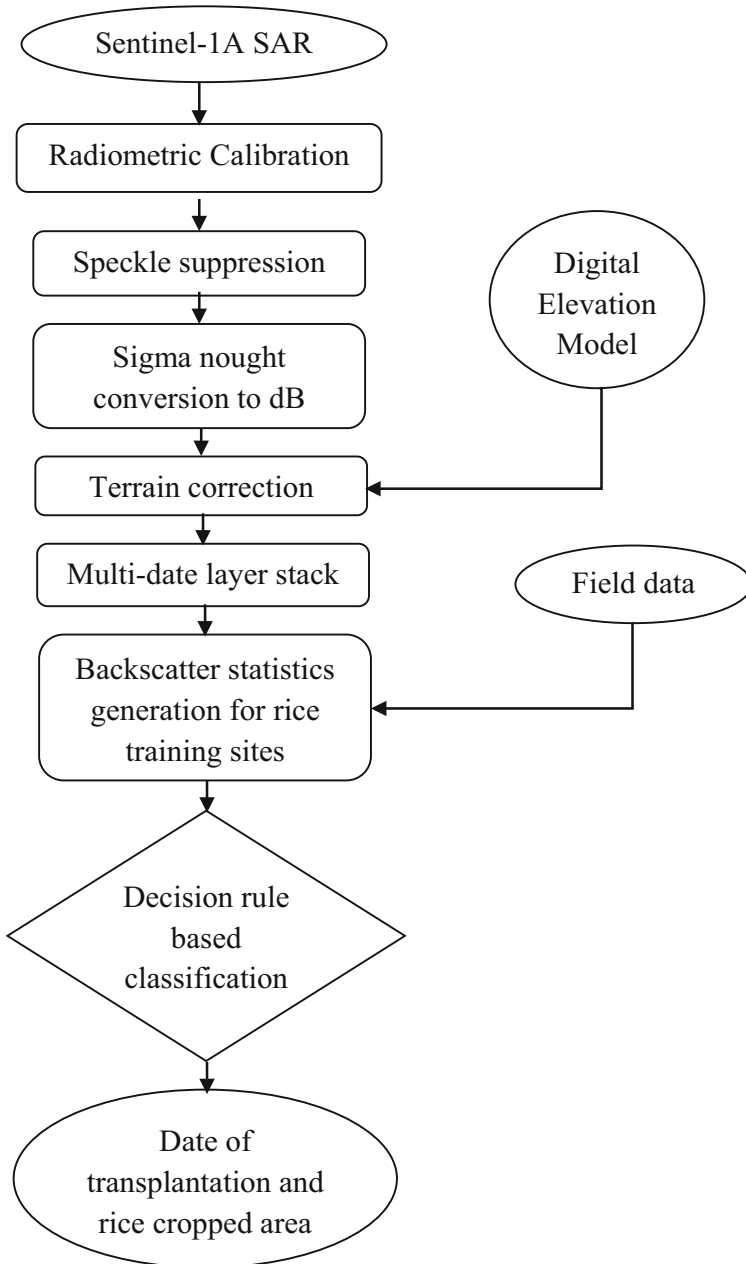 Sentinel-1A SAR
Radiometric Calibration
Speckle suppression
Digital
Elevation
Model
Sigma nought
conversion to dB
Terrain correction
Multi-date layer stack
Field data
Backscatter statistics
generation for rice
training sites
Decision rule
based
classification
Date of
transplantation and
rice cropped area